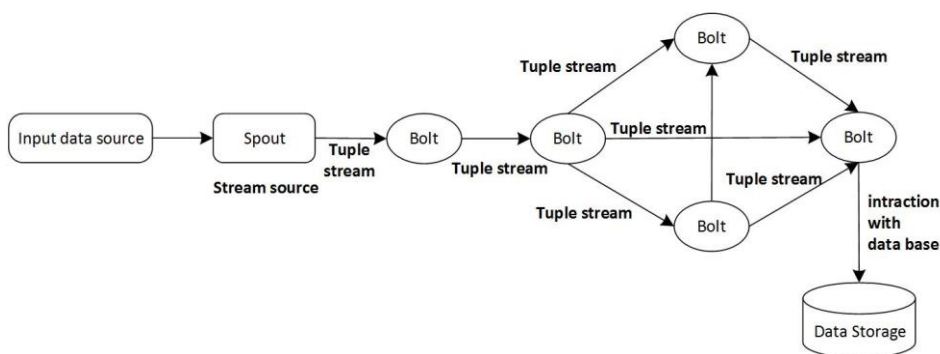 Bolt
Tuple stream
Tuple stream
Input data source
Spout
Tuple
stream
Stream source
Bolt
Tuple stream
Bolt
Tuple stream
Bolt
Tuple stream
Tuple stream
Bolt
intraction
with
data base
Data Storage